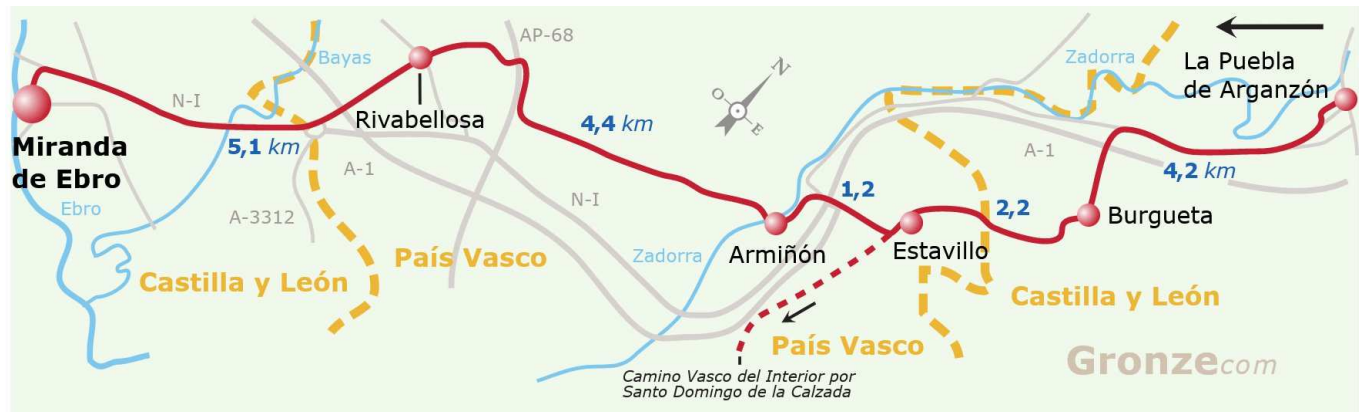 Bayas
AP-68
Zadorra
La Puebla
de Arganzón
N
O
E
S
N-I
Rivabellosa
4,4 km
Miranda
de Ebro
5,1 km
A-1
A-1
4,2 km
1,2
2,2
Ebro
A-3312
N-I
Burgueta
Zadorra
Armiñón
Estavillo
País Vasco
Castilla y León
Castilla y León
País Vasco
Gronze.com
Camino Vasco del Interior por
Santo Domingo de la Calzada